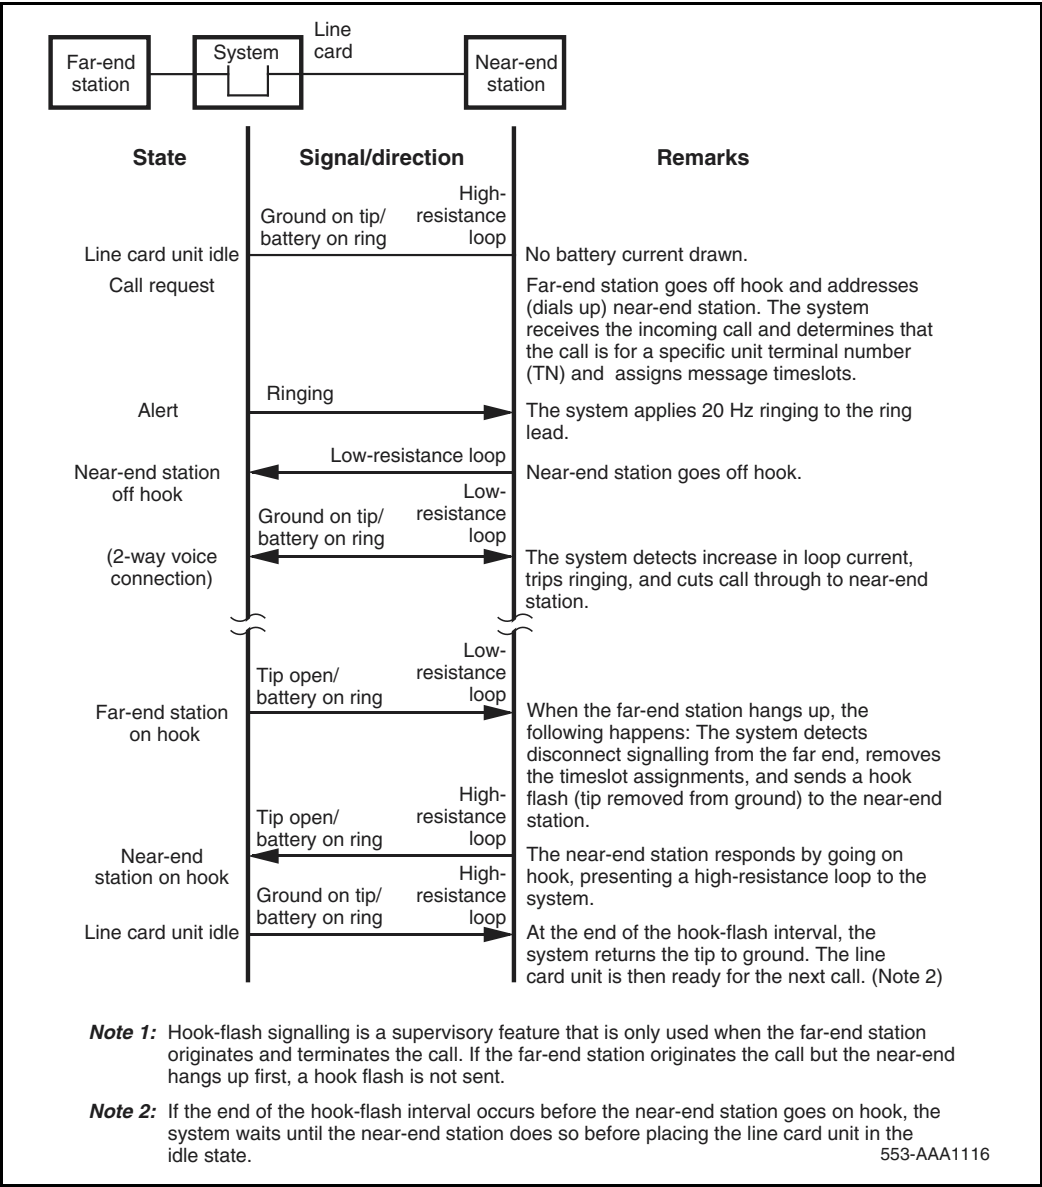 Line
card
Far-end
station
System
Near-end
station
State
Signal/direction
Remarks
High-
resistance
loop
Ground on tip/
battery on ring
Line card unit idle
No battery current drawn.
Call request
Far-end station goes off hook and addresses
(dials up) near-end station. The system
receives the incoming call and determines that
the call is for a specific unit terminal number
(TN) and assigns message timeslots.
Ringing
Alert
The system applies 20 Hz ringing to the ring
lead.
Low-resistance loop
Near-end station
off hook
Near-end station goes off hook.
Low-
resistance
loop
Ground on tip/
battery on ring
(2-way voice
connection)
The system detects increase in loop current,
trips ringing, and cuts call through to near-end
station.
Low-
resistance
loop
Tip open/
battery on ring
Far-end station
on hook
When the far-end station hangs up, the
following happens: The system detects
disconnect signalling from the far end, removes
the timeslot assignments, and sends a hook
flash (tip removed from ground) to the near-end
station.
High-
resistance
loop
Tip open/
battery on ring
Near-end
station on hook
The near-end station responds by going on
hook, presenting a high-resistance loop to the
system.
High-
resistance
loop
Ground on tip/
battery on ring
Line card unit idle
At the end of the hook-flash interval, the
system returns the tip to ground. The line
card unit is then ready for the next call. (Note 2)
Note 1: Hook-flash signalling is a supervisory feature that is only used when the far-end station
originates and terminates the call. If the far-end station originates the call but the near-end
hangs up first, a hook flash is not sent.
Note 2: If the end of the hook-flash interval occurs before the near-end station goes on hook, the
system waits until the near-end station does so before placing the line card unit in the
idle state.
553-AAA1116